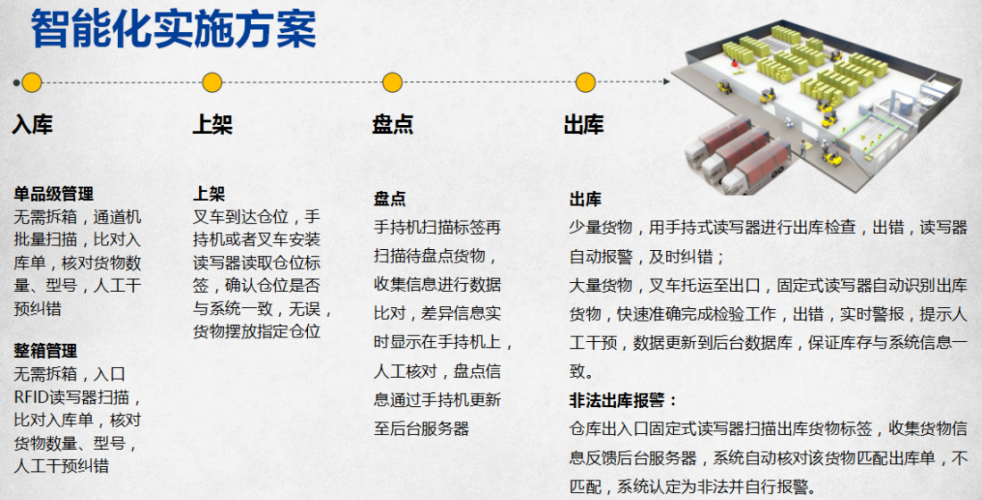 智能化实施方案
入库
上架
盘点
出库
单品级管理
无需拆箱，通道机
批量扫描，比对入
库单，核对货物数
量、型号，人工干
预纠错
整箱管理
无需拆箱，入口
RFID读写器扫描，
比对入库单，核对
货物数量、型号，
人工干预纠错
上架
叉车到达仓位，手
持机或者叉车安装
读写器读取仓位标
签，确认仓位是否
与系统一致，无误，
货物摆放指定仓位
盘点
手持机扫描标签再
扫描待盘点货物，
收集信息进行数据
比对，差异信息实
时显示在手持机上，
人工核对，盘点信
息通过手持机更新
至后台服务器
出库
少量货物，用手持式读写器进行出库检查，出错，读写器
自动报警，及时纠错；
大量货物，叉车托运至出口，固定式读写器自动识别出库
货物，快速准确完成检验工作，出错，实时警报，提示人
工干预，数据更新到后台数据库，保证库存与系统信息一
致。
非法出库报警：
仓库出入口固定式读写器扫描出库货物标签，收集货物信
息反馈后台服务器，系统自动核对该货物匹配出库单，不
匹配，系统认定为非法并自行报警。